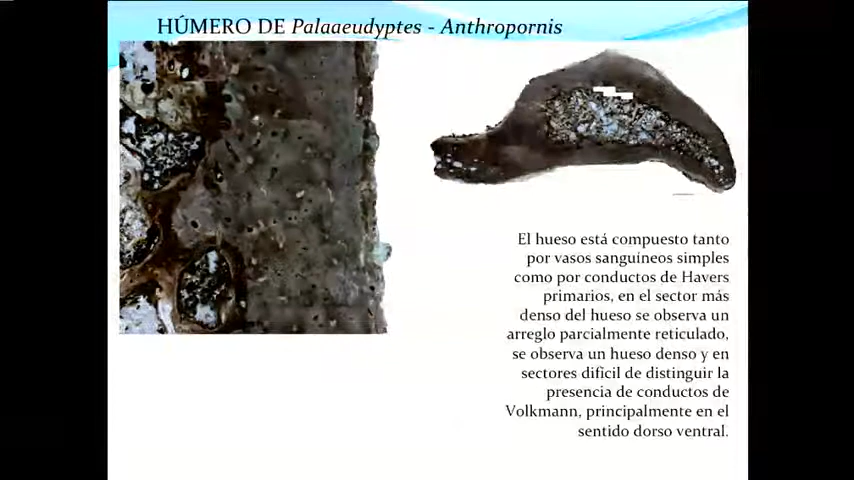 HÚMERO DE Palaaeudyptes - Anthropornis
El hueso está compuesto tanto
por vasos sanguíneos simples
como por conductos de Havers
primarios, en el sector más
denso del hueso se observa un
arreglo parcialmente reticulado,
se observa un hueso denso y en
sectores dificil de distinguir la
presencia de conductos de
Volkmann, principalmente en el
sentido dorso ventral.